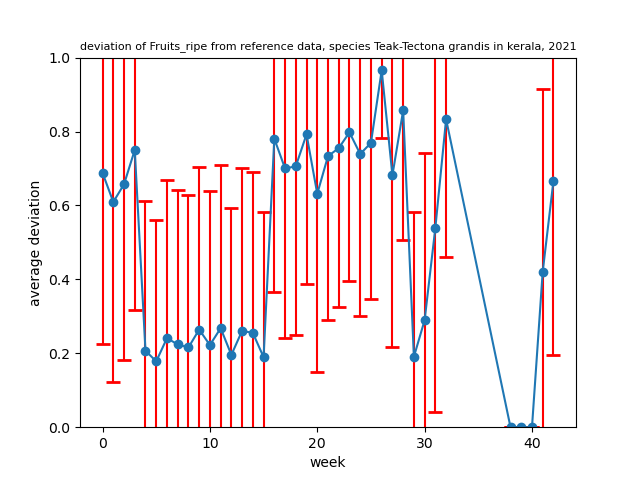 deviation of Fruits_ripe from reference data, species Teak-Tectona grandis in kerala, 2021
1.0
0.8
0.6
0.4
0.2
0.0
average deviation
0 10 20 30 40
week